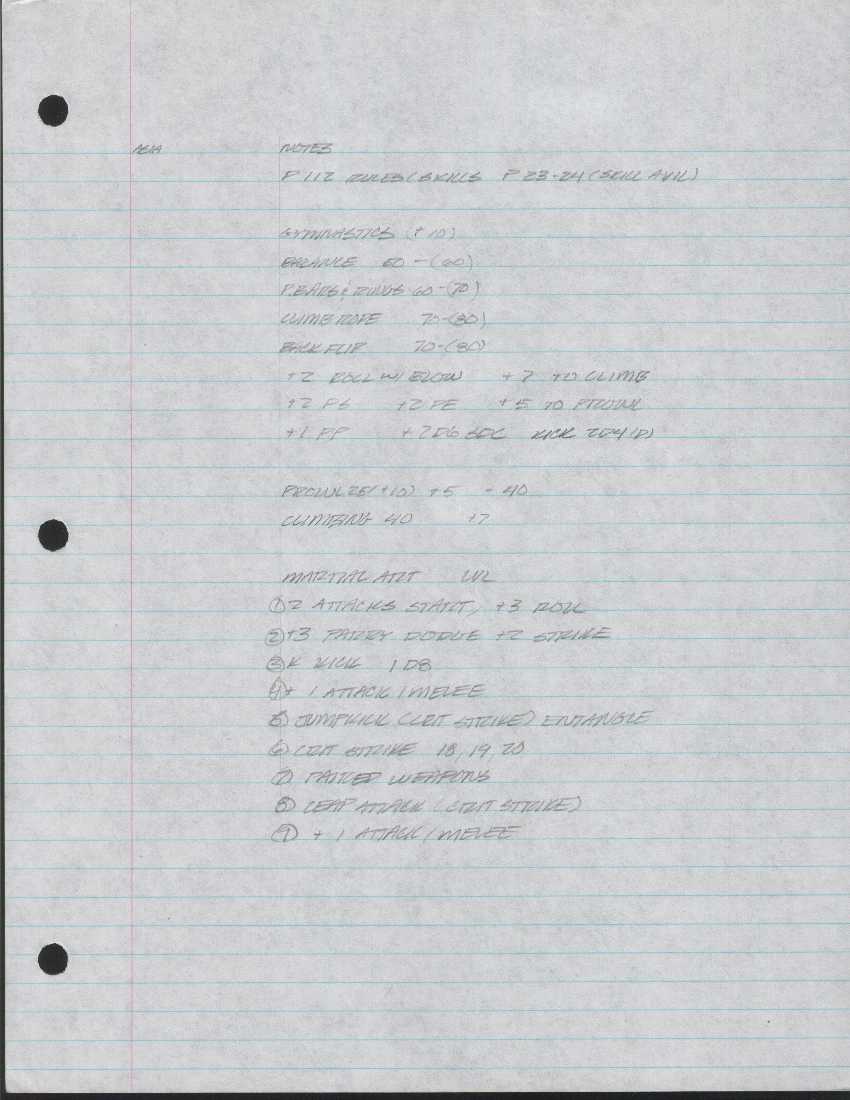 ASIA NOTES
P 112 RULES (SKILLS P 23-24 (SKILL AVIL)
GYMNASTICS (+10)
BALANCE 50 - (60)
P. BARS & RINGS 60-(70)
CLIMB ROPE 70-(80)
BACK FLIP 70-(80)
+2 ROLL W/ BLOW +7 TO CLIMB
+2 PS +2 PE +5 TO PROWL
+1 PP +2D6 SDC KICK 2D4 (D)
PROWL 25(+10) +5 - 40
CLIMBING 40 +7
MARTIAL ART LVL
① 2 ATTACKS START, +3 ROLL
② +3 PARRY DODGE +2 STRIKE
③ K KICK 1D8
④ + 1 ATTACK / MELEE
⑤ JUMPKICK (CRIT STRIKE) ENTANGLE
⑥ CRIT STRIKE 18, 19, 20
⑦ PAIRED WEAPONS
⑧ LEAP ATTACK (CRIT STRIKE)
⑨ + 1 ATTACK / MELEE